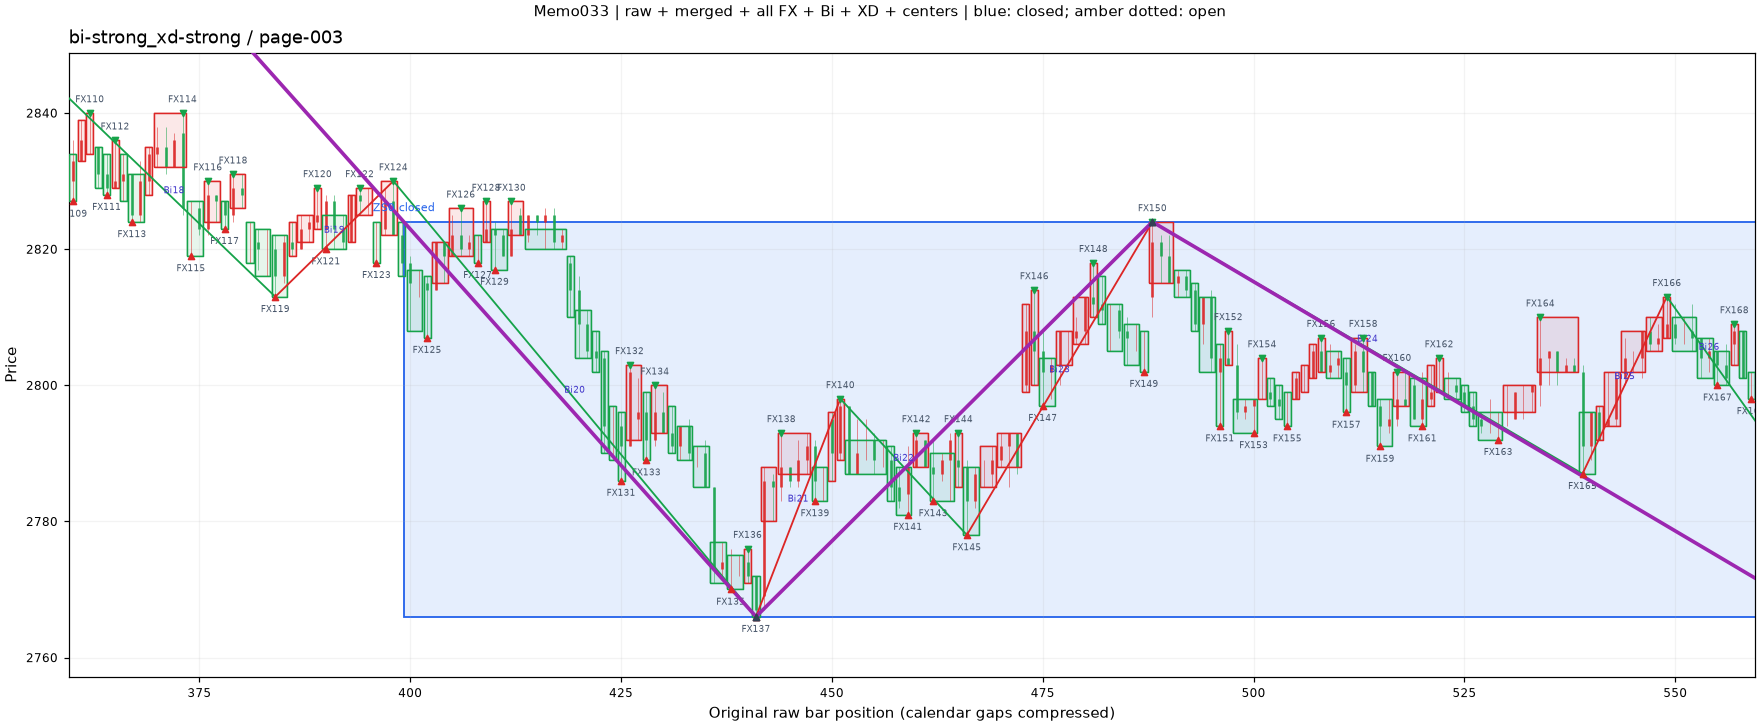 Memo033 | raw + merged + all FX + Bi + XD + centers | blue: closed; amber dotted: open
bi-strong_xd-strong / page-003
Price
2840
2820
2800
2780
2760
FX110
FX114
FX112
FX116
FX118
FX120
FX122
FX124
FX126
FX128
FX130
109
FX111
FX113
FX115
FX117
FX119
FX121
FX123
FX125
FX127
FX129
Bi18
Bi19
closed
Bi20
FX132
FX134
FX131
FX133
FX136
FX137
FX138
FX140
FX139
Bi21
Bi22
FX142
FX144
FX141
FX143
FX145
FX146
FX148
FX150
FX147
FX149
Bi23
FX152
FX154
FX156
FX158
FX160
FX162
FX164
FX166
FX168
FX151
FX153
FX155
FX157
FX159
FX161
FX163
FX165
FX167
Bi25
Bi26
375
400
425
450
475
500
525
550
Original raw bar position (calendar gaps compressed)